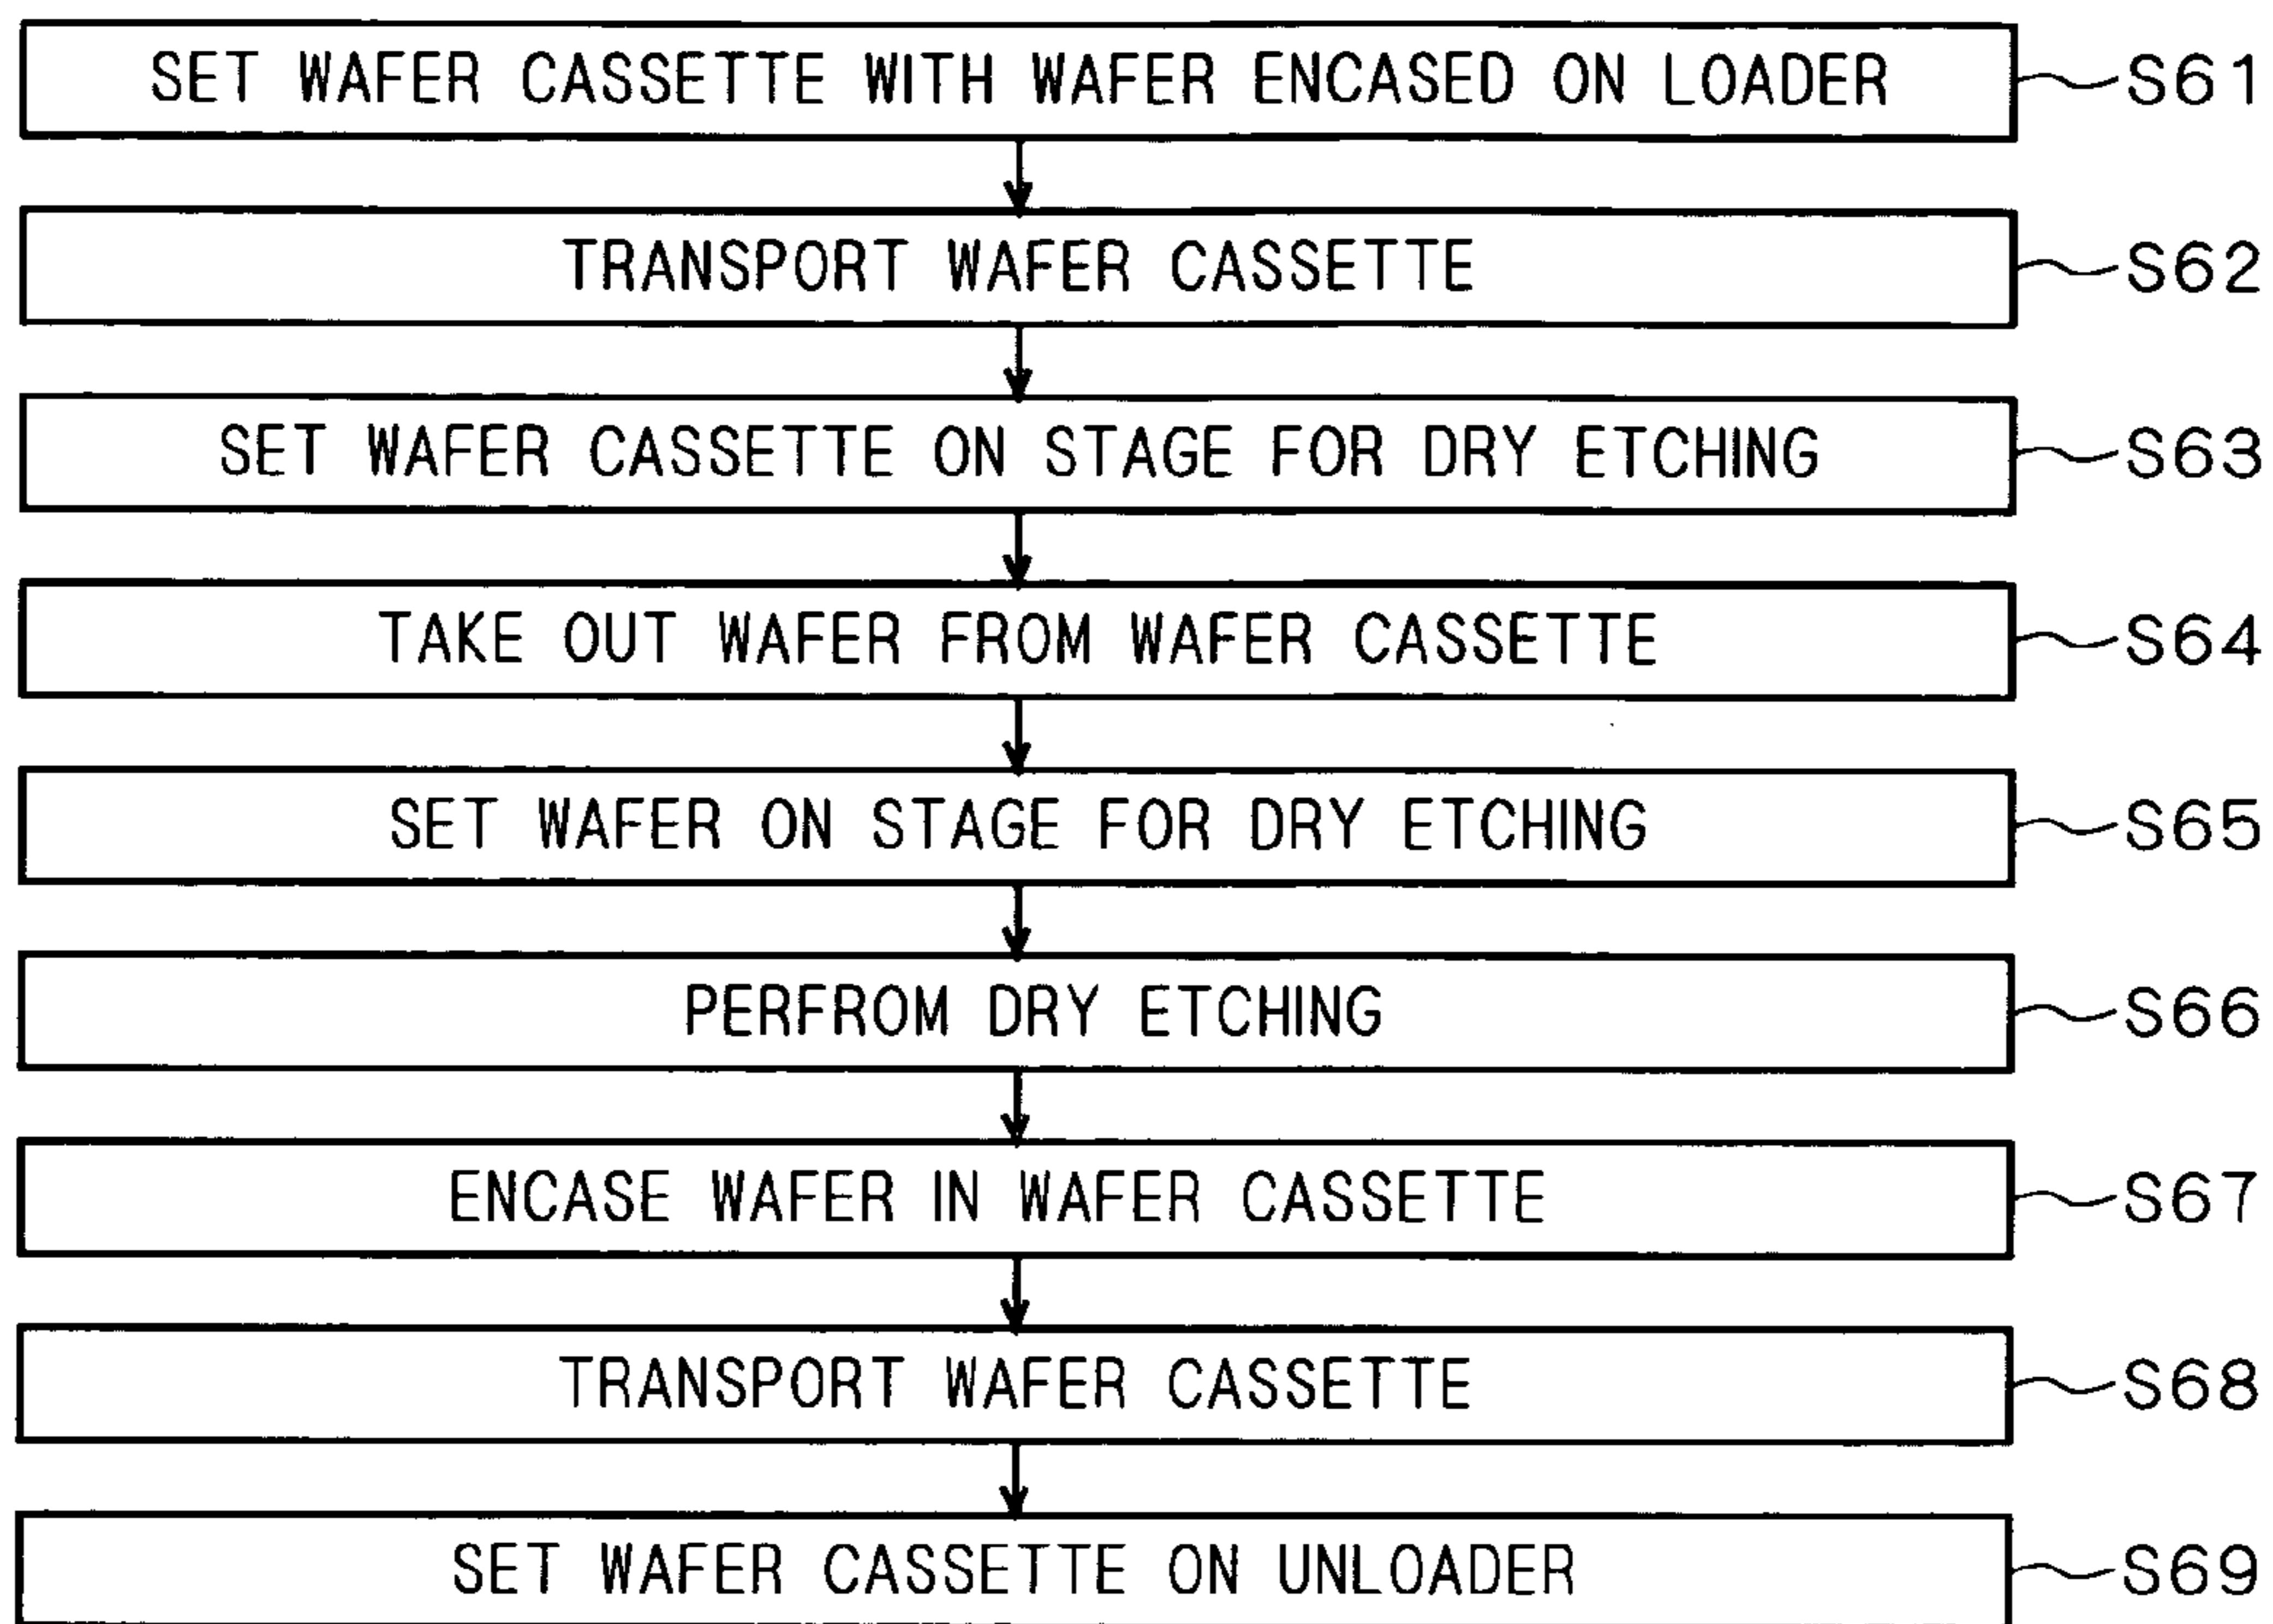 SET WAFER CASSETTE WITH WAFER ENCASED ON LOADER S61
TRANSPORT WAFER CASSETTE S62
SET WAFER CASSETTE ON STAGE FOR DRY ETCHING S63
TAKE OUT WAFER FROM WAFER CASSETTE S64
SET WAFER ON STAGE FOR DRY ETCHING S65
PERFROM DRY ETCHING S66
ENCASE WAFER IN WAFER CASSETTE S67
TRANSPORT WAFER CASSETTE S68
SET WAFER CASSETTE ON UNLOADER S69